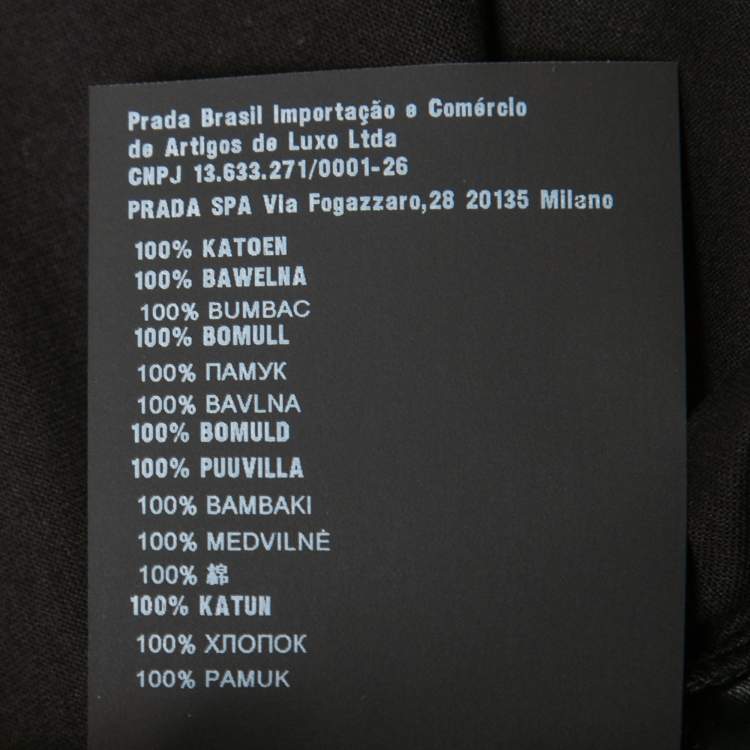 Prada Brasil Importação e Comércio
de Artigos de Luxo Ltda
CNPJ 13.633.271/0001-26
PRADA SPA Via Fogazzaro,28 20135 Milano
100% KATOEN
100% BAWELNA
100% BUMBAC
100% BOMULL
100% ПАМУК
100% BAVLNA
100% BOMULD
100% PUUVILLA
100% BAMBAKI
100% MEDVILNĖ
100% 綿
100% KATUN
100% ХЛОПОК
100% PAMUK